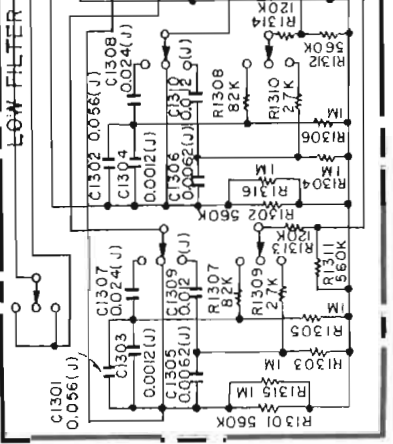 LOW FILTER
R1314
120K
R1312
560K
C1308
0.024(J)
C1310
0.012(J)
R1308
82K
R1310
2.7K
1M
R1306
C1302
0.056(J)
C1304
0.0012(J)
C1306
0.0062(J)
1M
R1304
1M
R1316
R1302
560K
R1313
120K
R1311
560K
C1307
0.024(J)
C1309
0.012(J)
R1307
82K
R1309
2.7K
1M
R1305
C1301
0.056(J)
C1303
0.0012(J)
C1305
0.0062(J)
1M
R1303
R1315 1M
R1301 560K